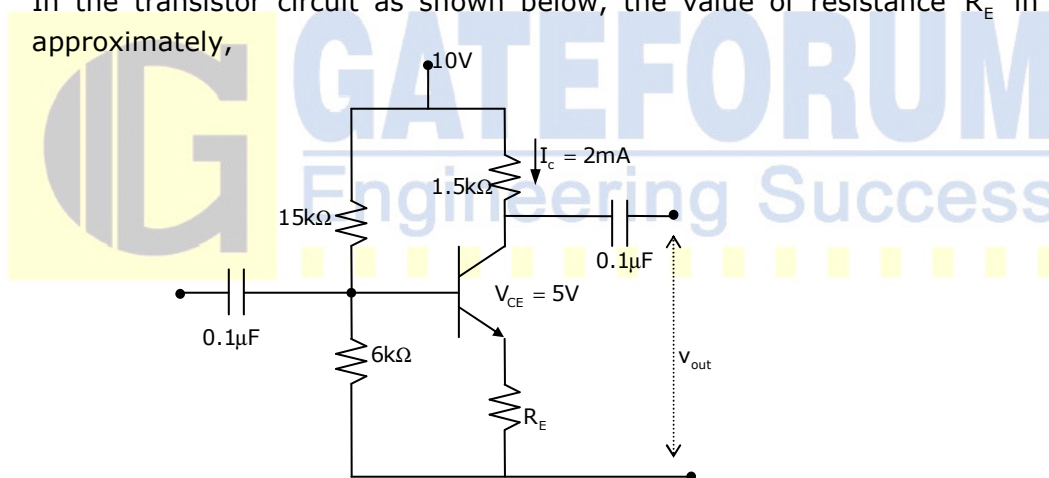 In the transistor circuit as shown below, the value of resistance R_E in
approximately,
GATEFORUM
Engineering Success
10V
I_c = 2mA
1.5kΩ
15kΩ
0.1μF
V_CE = 5V
0.1μF
6kΩ
v_out
R_E